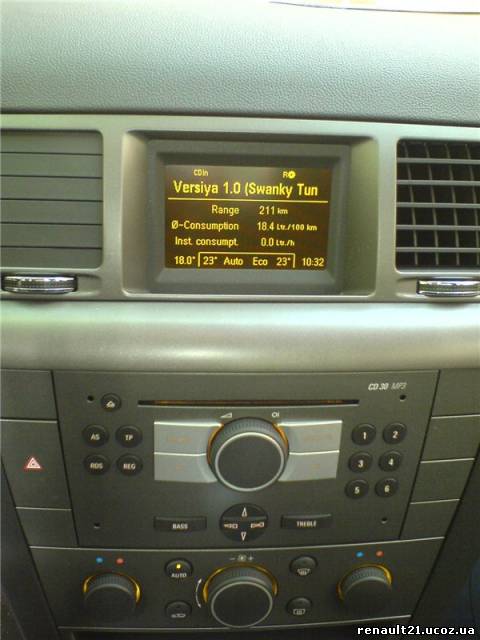 CD In R
Versiya 1.0 (Swanky Tun
Range 211 km
Ø-Consumption 18.4 Ltr./100 km
Inst. consumpt. 0.0 Ltr./h
18.0° 23° Auto Eco 23° 10:32
CD 30 MP3
AS TP 1 2
RDS REG 3 4
5 6
BASS TREBLE
AUTO
renault21.ucoz.ua